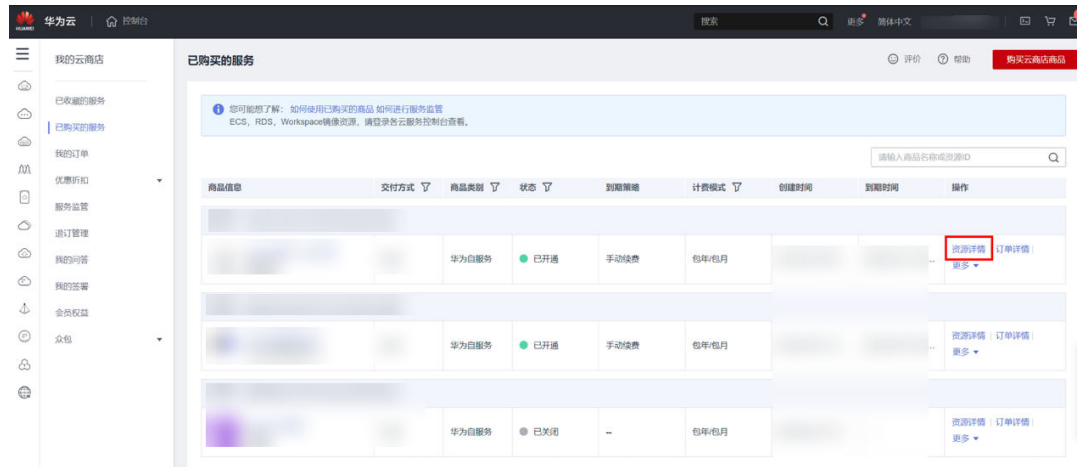 HUAWEI
华为云
控制台
搜索
更多
简体中文
我的云商店
已收藏的服务
已购买的服务
我的订单
优惠折扣
服务监管
退订管理
我的问答
我的签署
会员权益
众包
已购买的服务
评价
帮助
购买云商店商品
您可能想了解： 如何使用已购买的商品 如何进行服务监管
ECS，RDS，Workspace镜像资源，请登录各云服务控制台查看。
请输入商品名称或资源ID
商品信息 交付方式 商品类别 状态 到期策略 计费模式 创建时间 到期时间 操作
华为自服务 已开通 手动续费 包年/包月 ... 资源详情 | 订单详情 |
更多
华为自服务 已开通 手动续费 包年/包月 ... 资源详情 | 订单详情 |
更多
华为自服务 已关闭 -- 包年/包月 资源详情 | 订单详情 |
更多